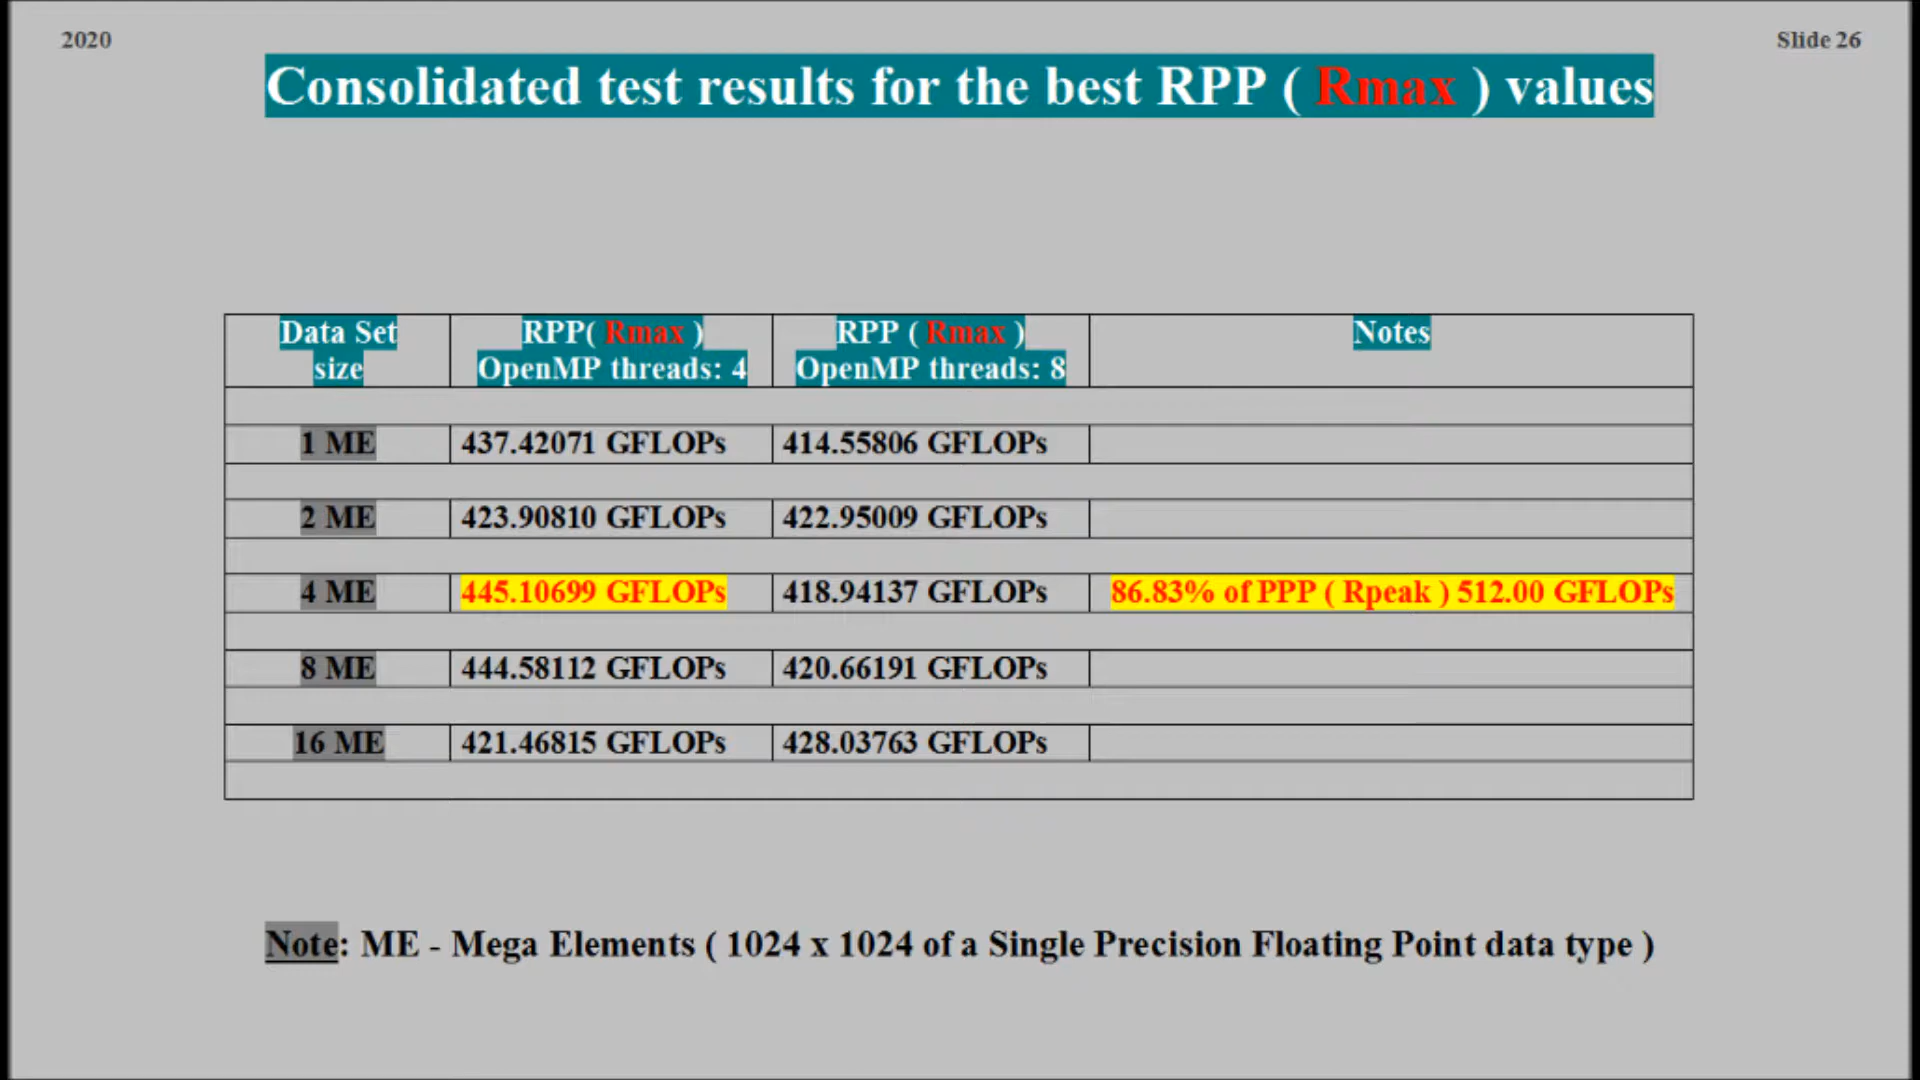 2020
Slide 26
Consolidated test results for the best RPP ( Rmax ) values
Data Set size
RPP( Rmax ) OpenMP threads: 4
RPP ( Rmax ) OpenMP threads: 8
Notes
1 ME 437.42071 GFLOPs 414.55806 GFLOPs
2 ME 423.90810 GFLOPs 422.95009 GFLOPs
4 ME 445.10699 GFLOPs 418.94137 GFLOPs 86.83% of PPP ( Rpeak ) 512.00 GFLOPs
8 ME 444.58112 GFLOPs 420.66191 GFLOPs
16 ME 421.46815 GFLOPs 428.03763 GFLOPs
Note: ME - Mega Elements ( 1024 x 1024 of a Single Precision Floating Point data type )